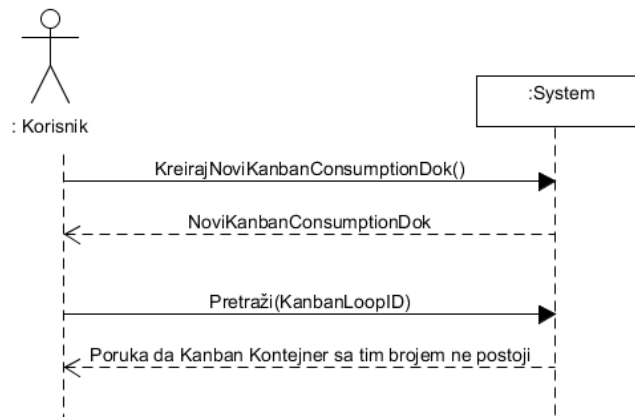 :System
: Korisnik
KreirajNoviKanbanConsumptionDok()
NoviKanbanConsumptionDok
Pretraži(KanbanLoopID)
Poruka da Kanban Kontejner sa tim brojem ne postoji